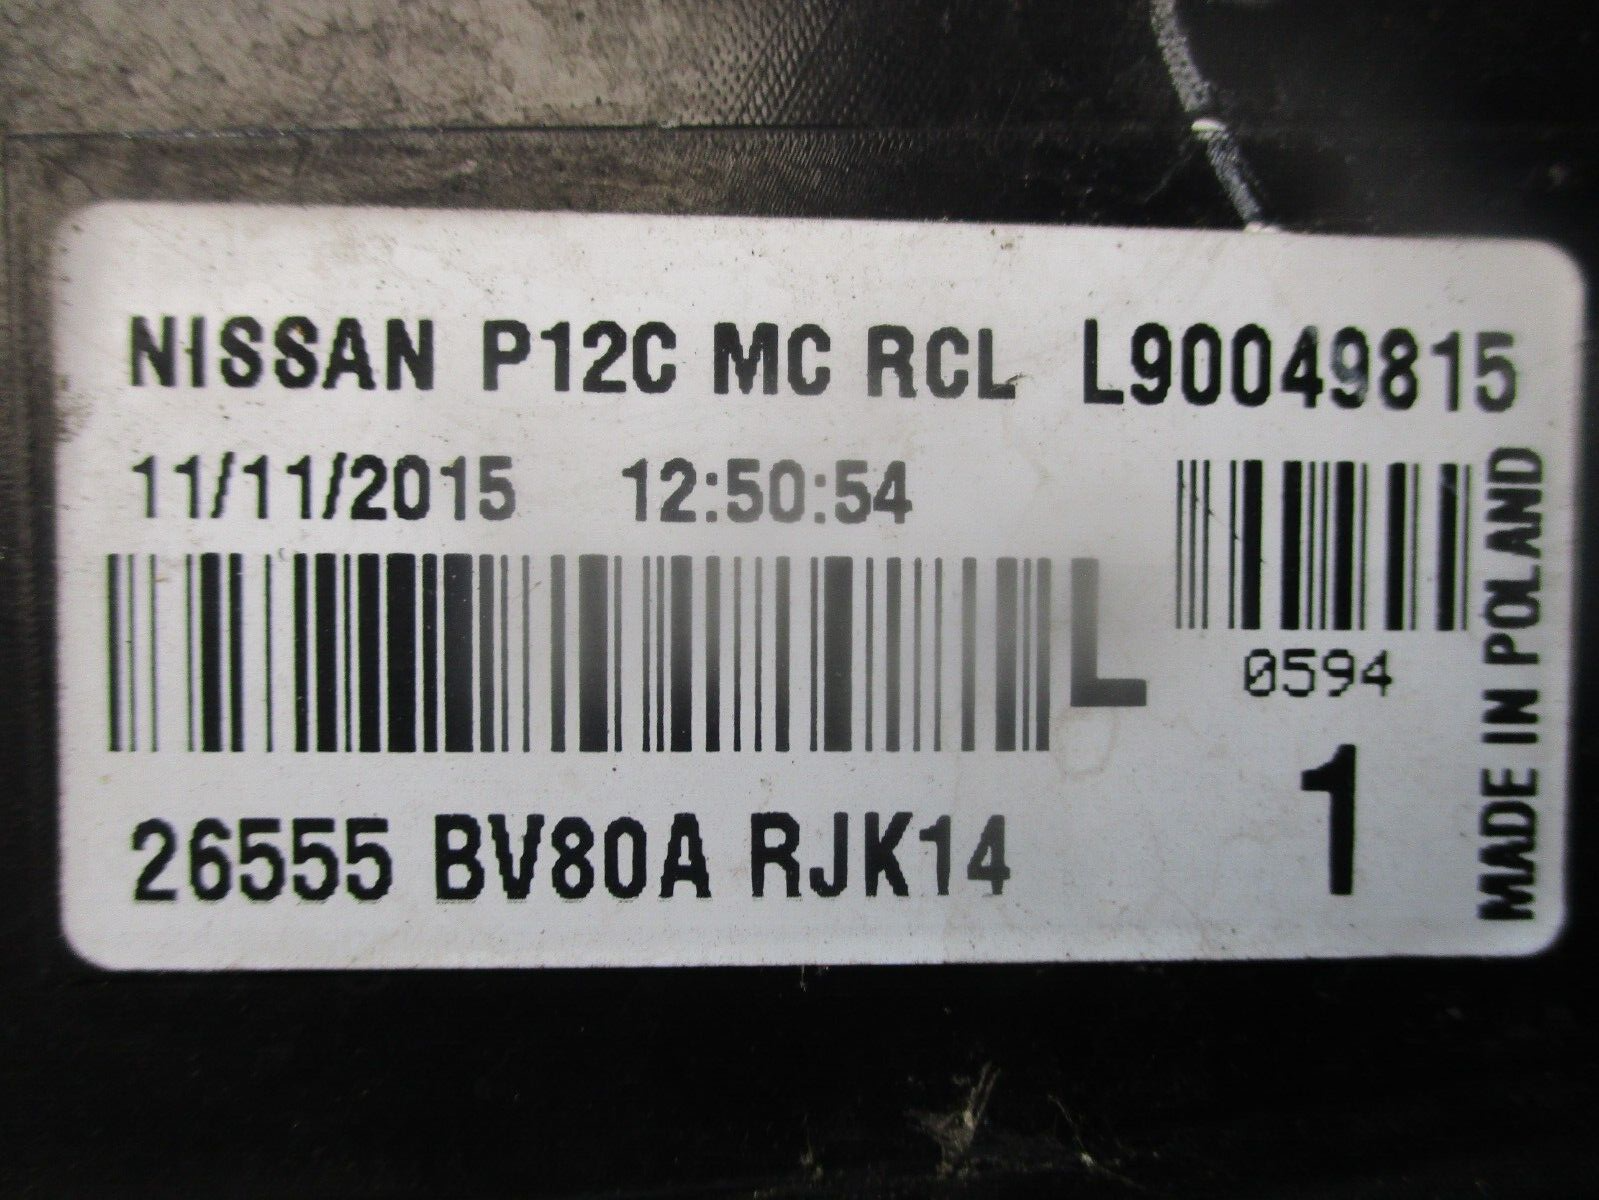 NISSAN P12C MC RCL L90049815
11/11/2015 12:50:54
L
0594
1
26555 BV80A RJK14
MADE IN POLAND